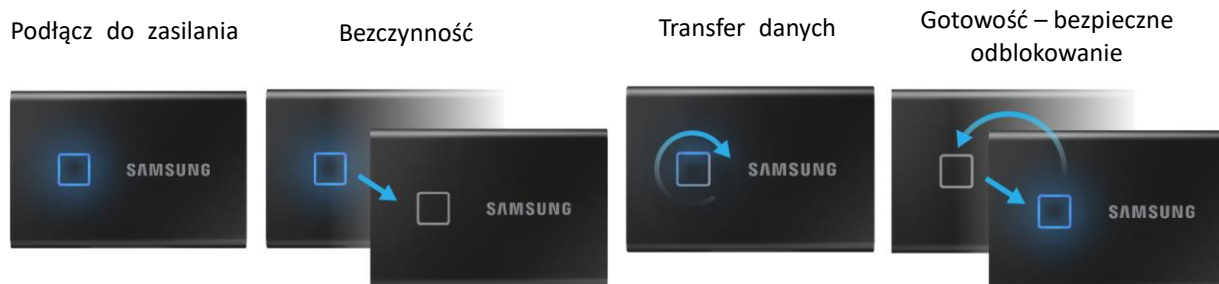 Podłącz do zasilania
Bezczynność
Transfer danych
Gotowość – bezpieczne
odblokowanie
SAMSUNG
SAMSUNG
SAMSUNG
SAMSUNG